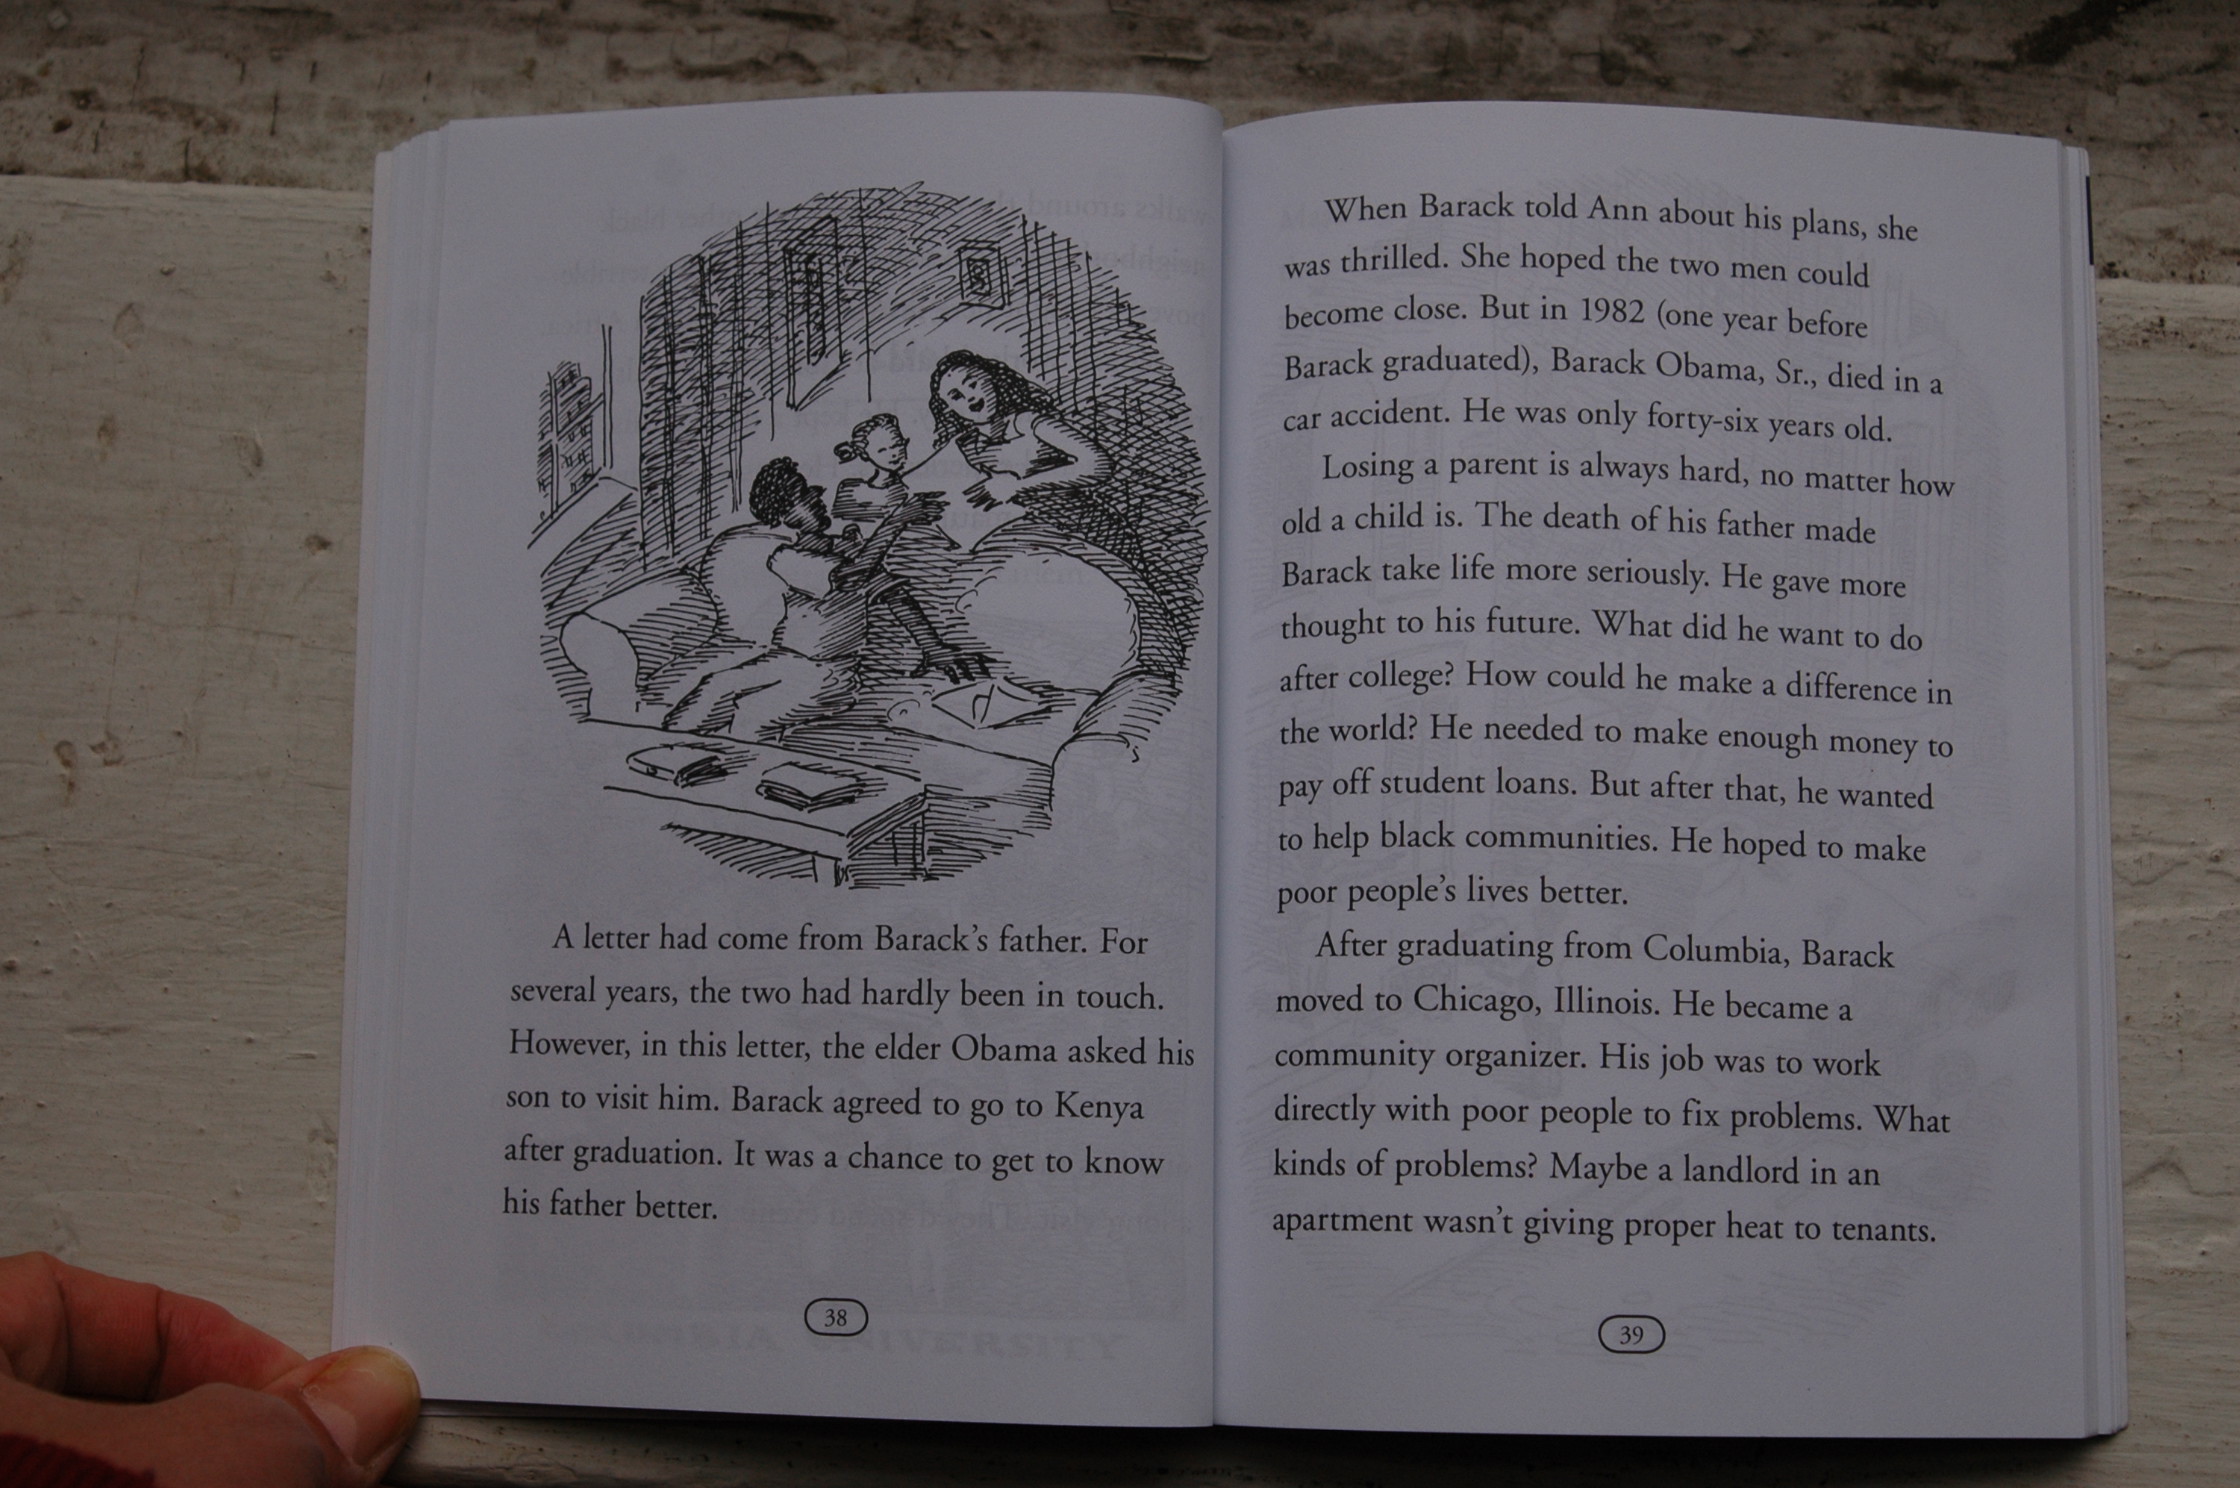 A letter had come from Barack's father. For
several years, the two had hardly been in touch.
However, in this letter, the elder Obama asked his
son to visit him. Barack agreed to go to Kenya
after graduation. It was a chance to get to know
his father better.
38
When Barack told Ann about his plans, she
was thrilled. She hoped the two men could
become close. But in 1982 (one year before
Barack graduated), Barack Obama, Sr., died in a
car accident. He was only forty-six years old.
Losing a parent is always hard, no matter how
old a child is. The death of his father made
Barack take life more seriously. He gave more
thought to his future. What did he want to do
after college? How could he make a difference in
the world? He needed to make enough money to
pay off student loans. But after that, he wanted
to help black communities. He hoped to make
poor people's lives better.
After graduating from Columbia, Barack
moved to Chicago, Illinois. He became a
community organizer. His job was to work
directly with poor people to fix problems. What
kinds of problems? Maybe a landlord in an
apartment wasn't giving proper heat to tenants.
39